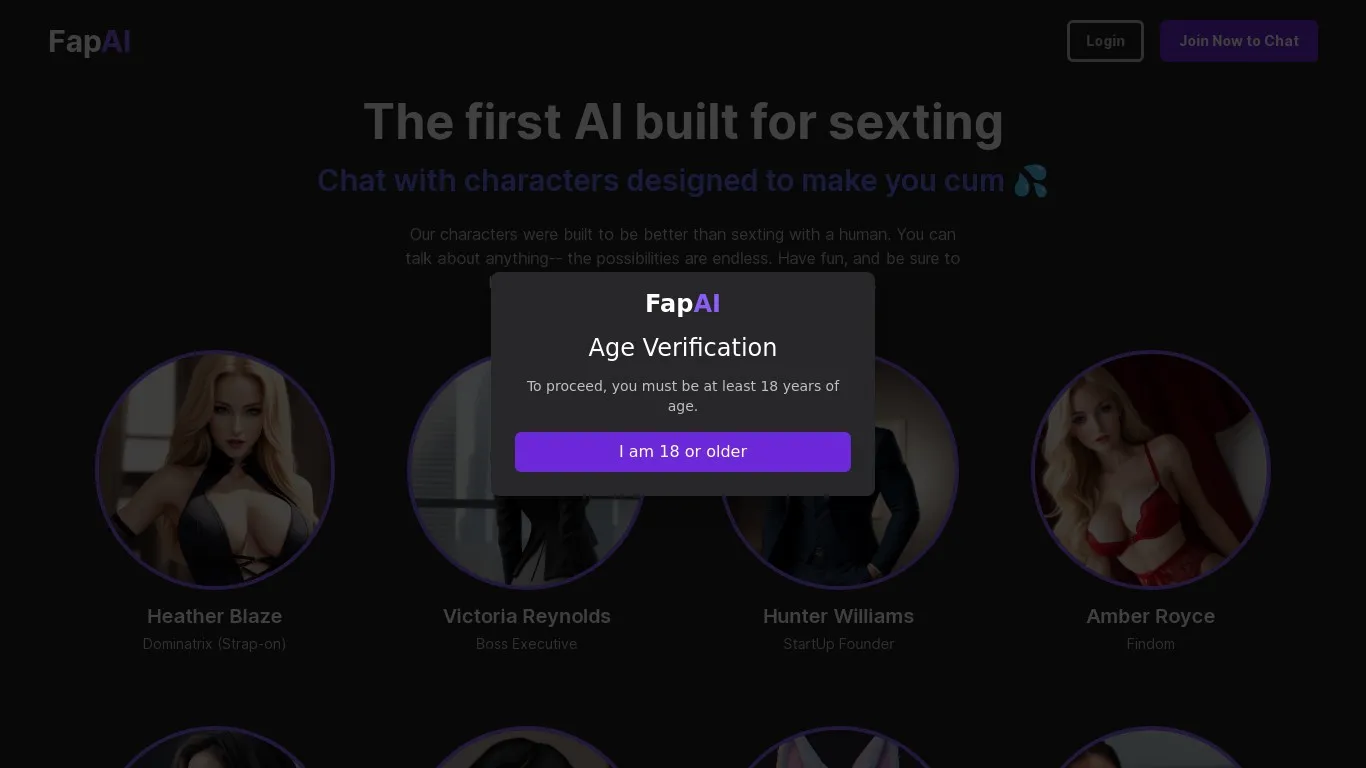 FapAI
Login
Join Now to Chat
The first AI built for sexting
Chat with characters designed to make you cum 💦
Our characters were built to be better than sexting with a human. You can
talk about anything-- the possibilities are endless. Have fun, and be sure to
FapAI
Age Verification
To proceed, you must be at least 18 years of
age.
I am 18 or older
Heather Blaze
Victoria Reynolds
Hunter Williams
Amber Royce
Dominatrix (Strap-on)
Boss Executive
StartUp Founder
Findom